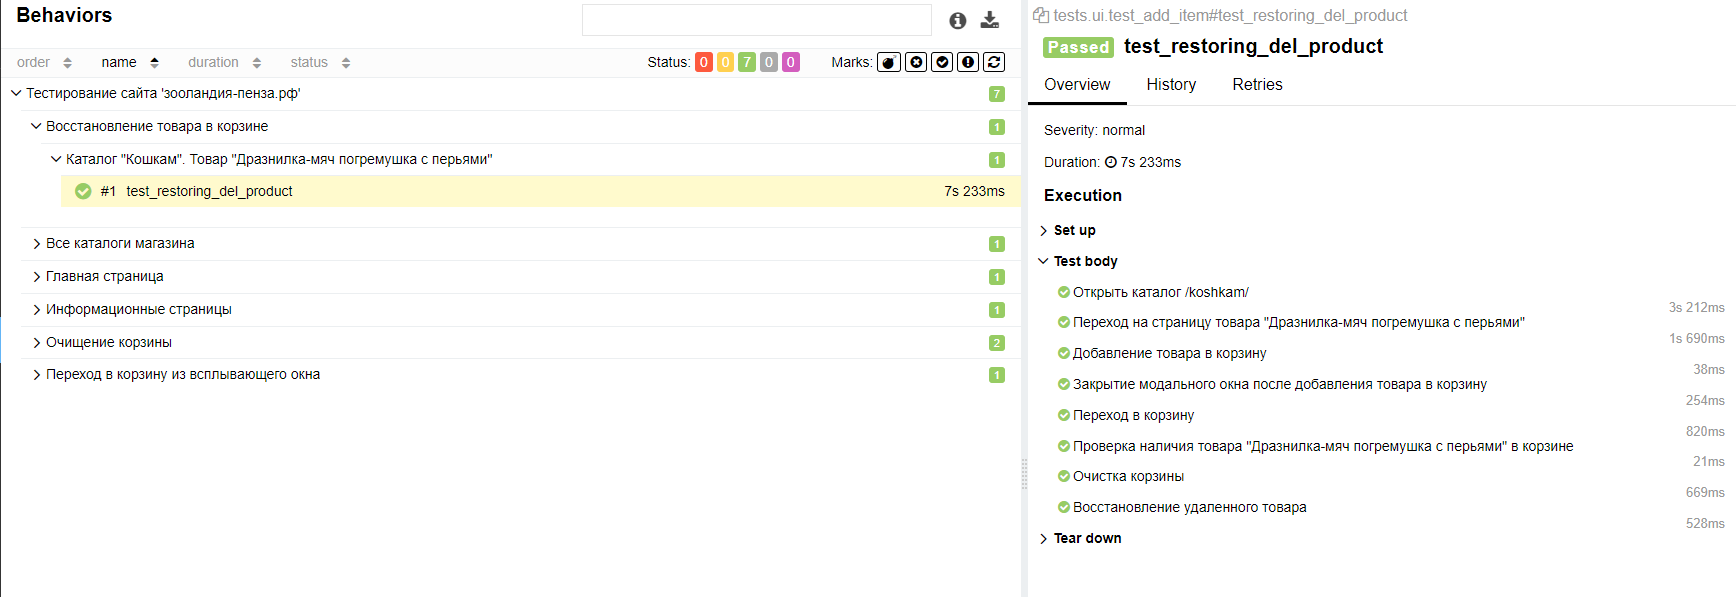 Behaviors
order name duration status Status: 0 0 7 0 0 Marks:
Тестирование сайта 'зооландия-пенза.рф' 7
Восстановление товара в корзине 1
Каталог "Кошкам". Товар "Дразнилка-мяч погремушка с перьями" 1
#1 test_restoring_del_product 7s 233ms
Все каталоги магазина 1
Главная страница 1
Информационные страницы 1
Очищение корзины 2
Переход в корзину из всплывающего окна 1
tests.ui.test_add_item#test_restoring_del_product
Passed test_restoring_del_product
Overview History Retries
Severity: normal
Duration: 7s 233ms
Execution
Set up
Test body
Открыть каталог /koshkam/
3s 212ms
Переход на страницу товара "Дразнилка-мяч погремушка с перьями"
1s 690ms
Добавление товара в корзину
38ms
Закрытие модального окна после добавления товара в корзину
254ms
Переход в корзину
820ms
Проверка наличия товара "Дразнилка-мяч погремушка с перьями" в корзине
21ms
Очистка корзины
669ms
Восстановление удаленного товара
528ms
Tear down